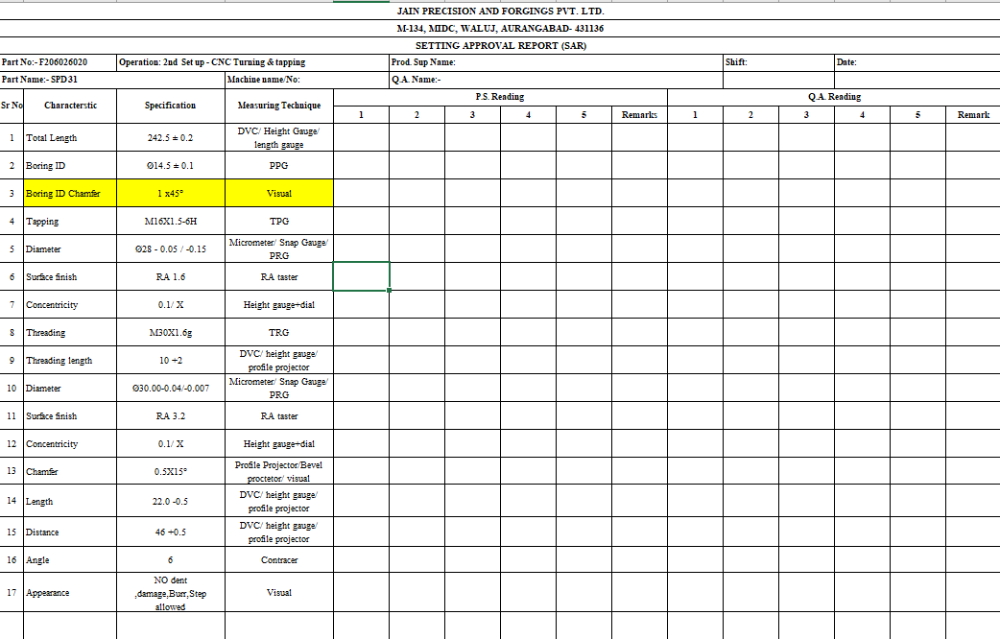 JAIN PRECISION AND FORGINGS PVT. LTD.
M-134, MIDC, WALUJ, AURANGABAD- 431136
SETTING APPROVAL REPORT (SAR)
Part No:- F206026020 Operation: 2nd Set up - CNC Turning & tapping Prod. Sup Name: Shift: Date:
Part Name:- SPD31 Machine name/No: Q.A. Name:-
Sr No Characterstic Specification Measuring Technique P.S. Reading Q.A. Reading
1 2 3 4 5 Remarks 1 2 3 4 5 Remark
1 Total Length 242.5 ± 0.2 DVC/ Height Gauge/
length gauge
2 Boring ID Ø14.5 ± 0.1 PPG
3 Boring ID Chamfer 1 x45° Visual
4 Tapping M16X1.5-6H TPG
5 Diameter Ø28 - 0.05 / -0.15 Micrometer/ Snap Gauge/
PRG
6 Surface finish RA 1.6 RA taster
7 Concentricity 0.1/ X Height gauge+dial
8 Threading M30X1.6g TRG
9 Threading length 10 +2 DVC/ height gauge/
profile projector
10 Diameter Ø30.00-0.04/-0.007 Micrometer/ Snap Gauge/
PRG
11 Surface finish RA 3.2 RA taster
12 Concentricity 0.1/ X Height gauge+dial
13 Chamfer 0.5X15° Profile Projector/Bevel
proctetor/ visual
14 Length 22.0 -0.5 DVC/ height gauge/
profile projector
15 Distance 46 +0.5 DVC/ height gauge/
profile projector
16 Angle 6 Contracer
17 Appearance NO dent
,damage,Burr,Step
allowed Visual